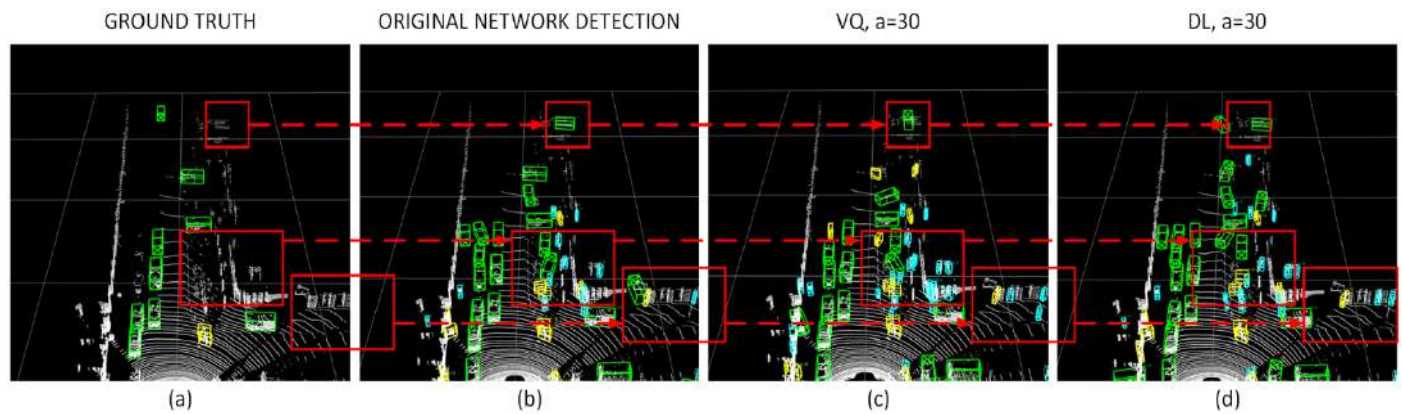 GROUND TRUTH
ORIGINAL NETWORK DETECTION
VQ, a=30
DL, a=30
(a)
(b)
(c)
(d)